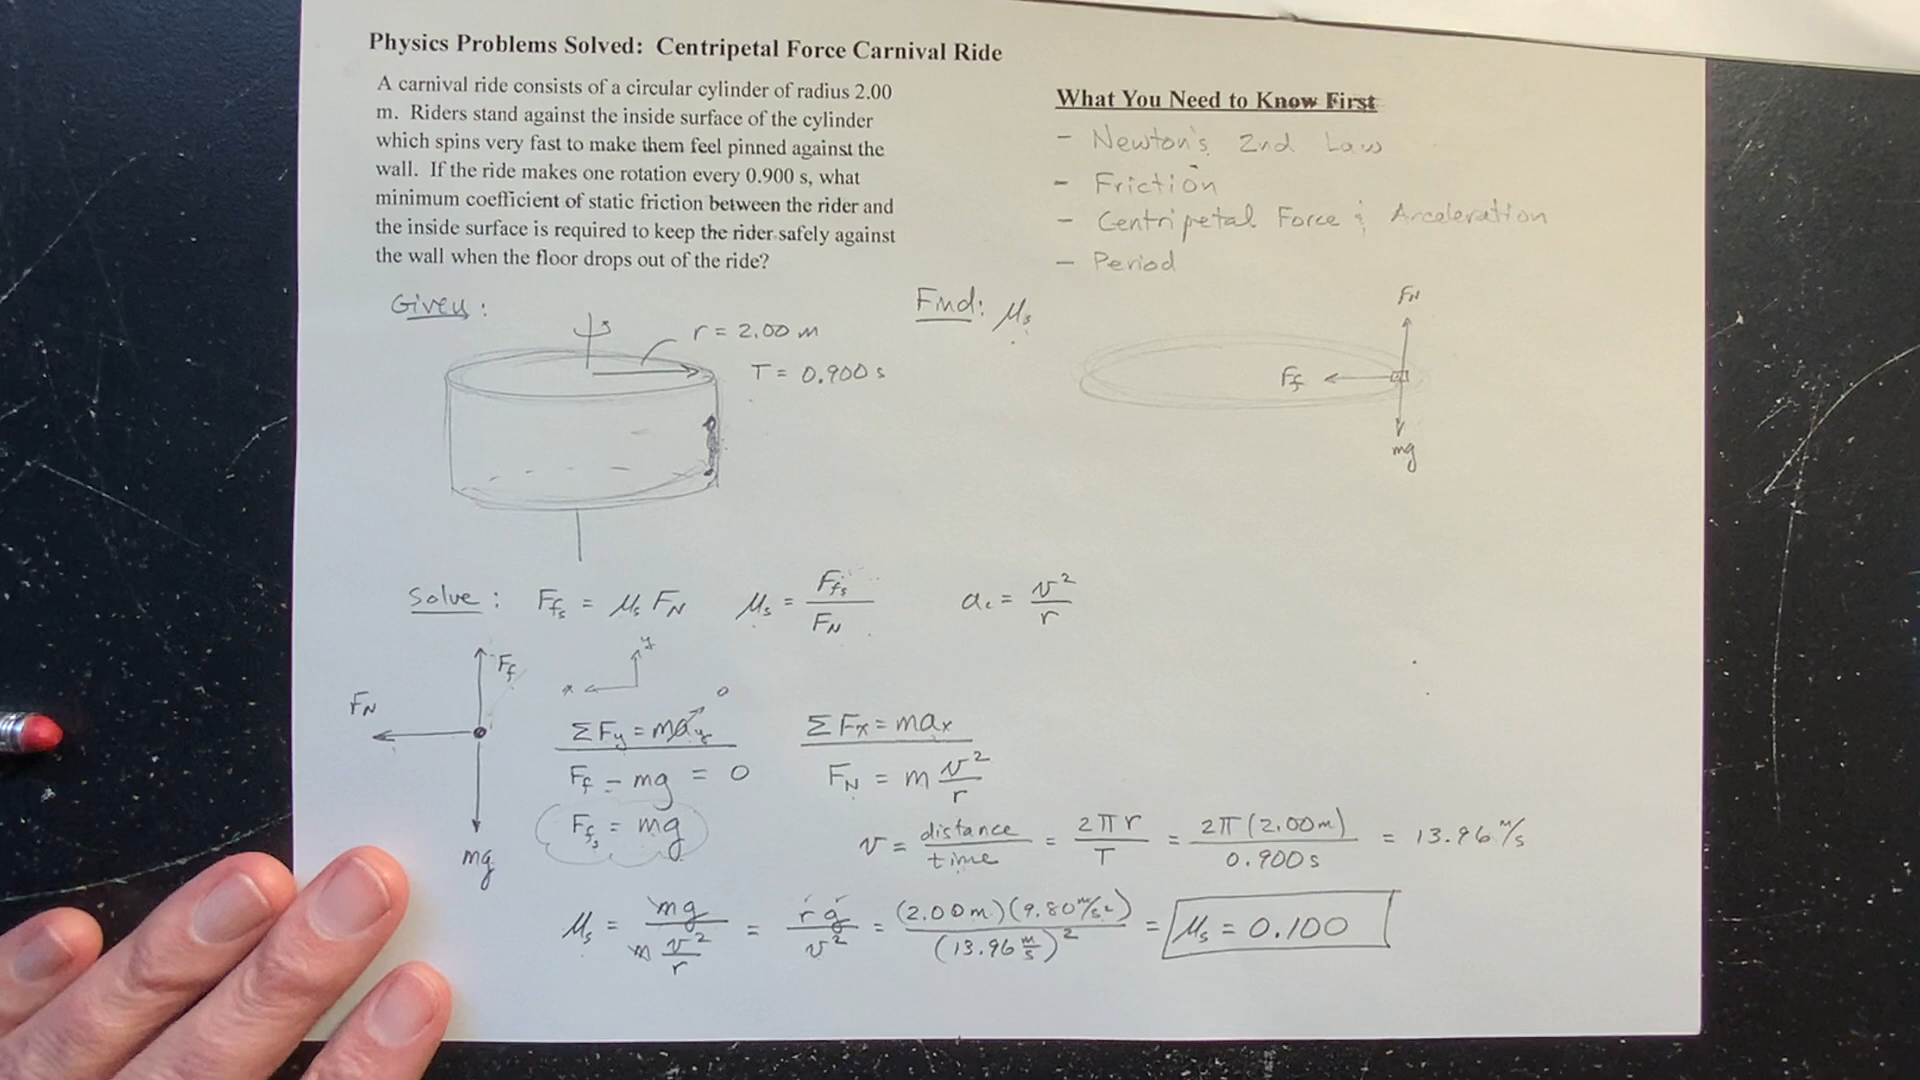 Physics Problems Solved: Centripetal Force Carnival Ride
A carnival ride consists of a circular cylinder of radius 2.00
m. Riders stand against the inside surface of the cylinder
which spins very fast to make them feel pinned against the
wall. If the ride makes one rotation every 0.900 s, what
minimum coefficient of static friction between the rider and
the inside surface is required to keep the rider safely against
the wall when the floor drops out of the ride?
What You Need to Know First
- Newton's 2nd Law
- Friction
- Centripetal Force & Acceleration
- Period
Given:
r = 2.00 m
T = 0.900 s
Find: μs
FN
Ff
mg
Solve: Ffs = μs FN μs = Ffs / FN ac = v² / r
Ff
FN
mg
y
x
ΣFy = may 0
Ff - mg = 0
Ffs = mg
ΣFx = max
FN = m v² / r
v = distance / time = 2πr / T = 2π(2.00m) / 0.900s = 13.96 m/s
μs = mg / m v²/r = rg / v² = (2.00m)(9.80 m/s²) / (13.96 m/s)² = μs = 0.100